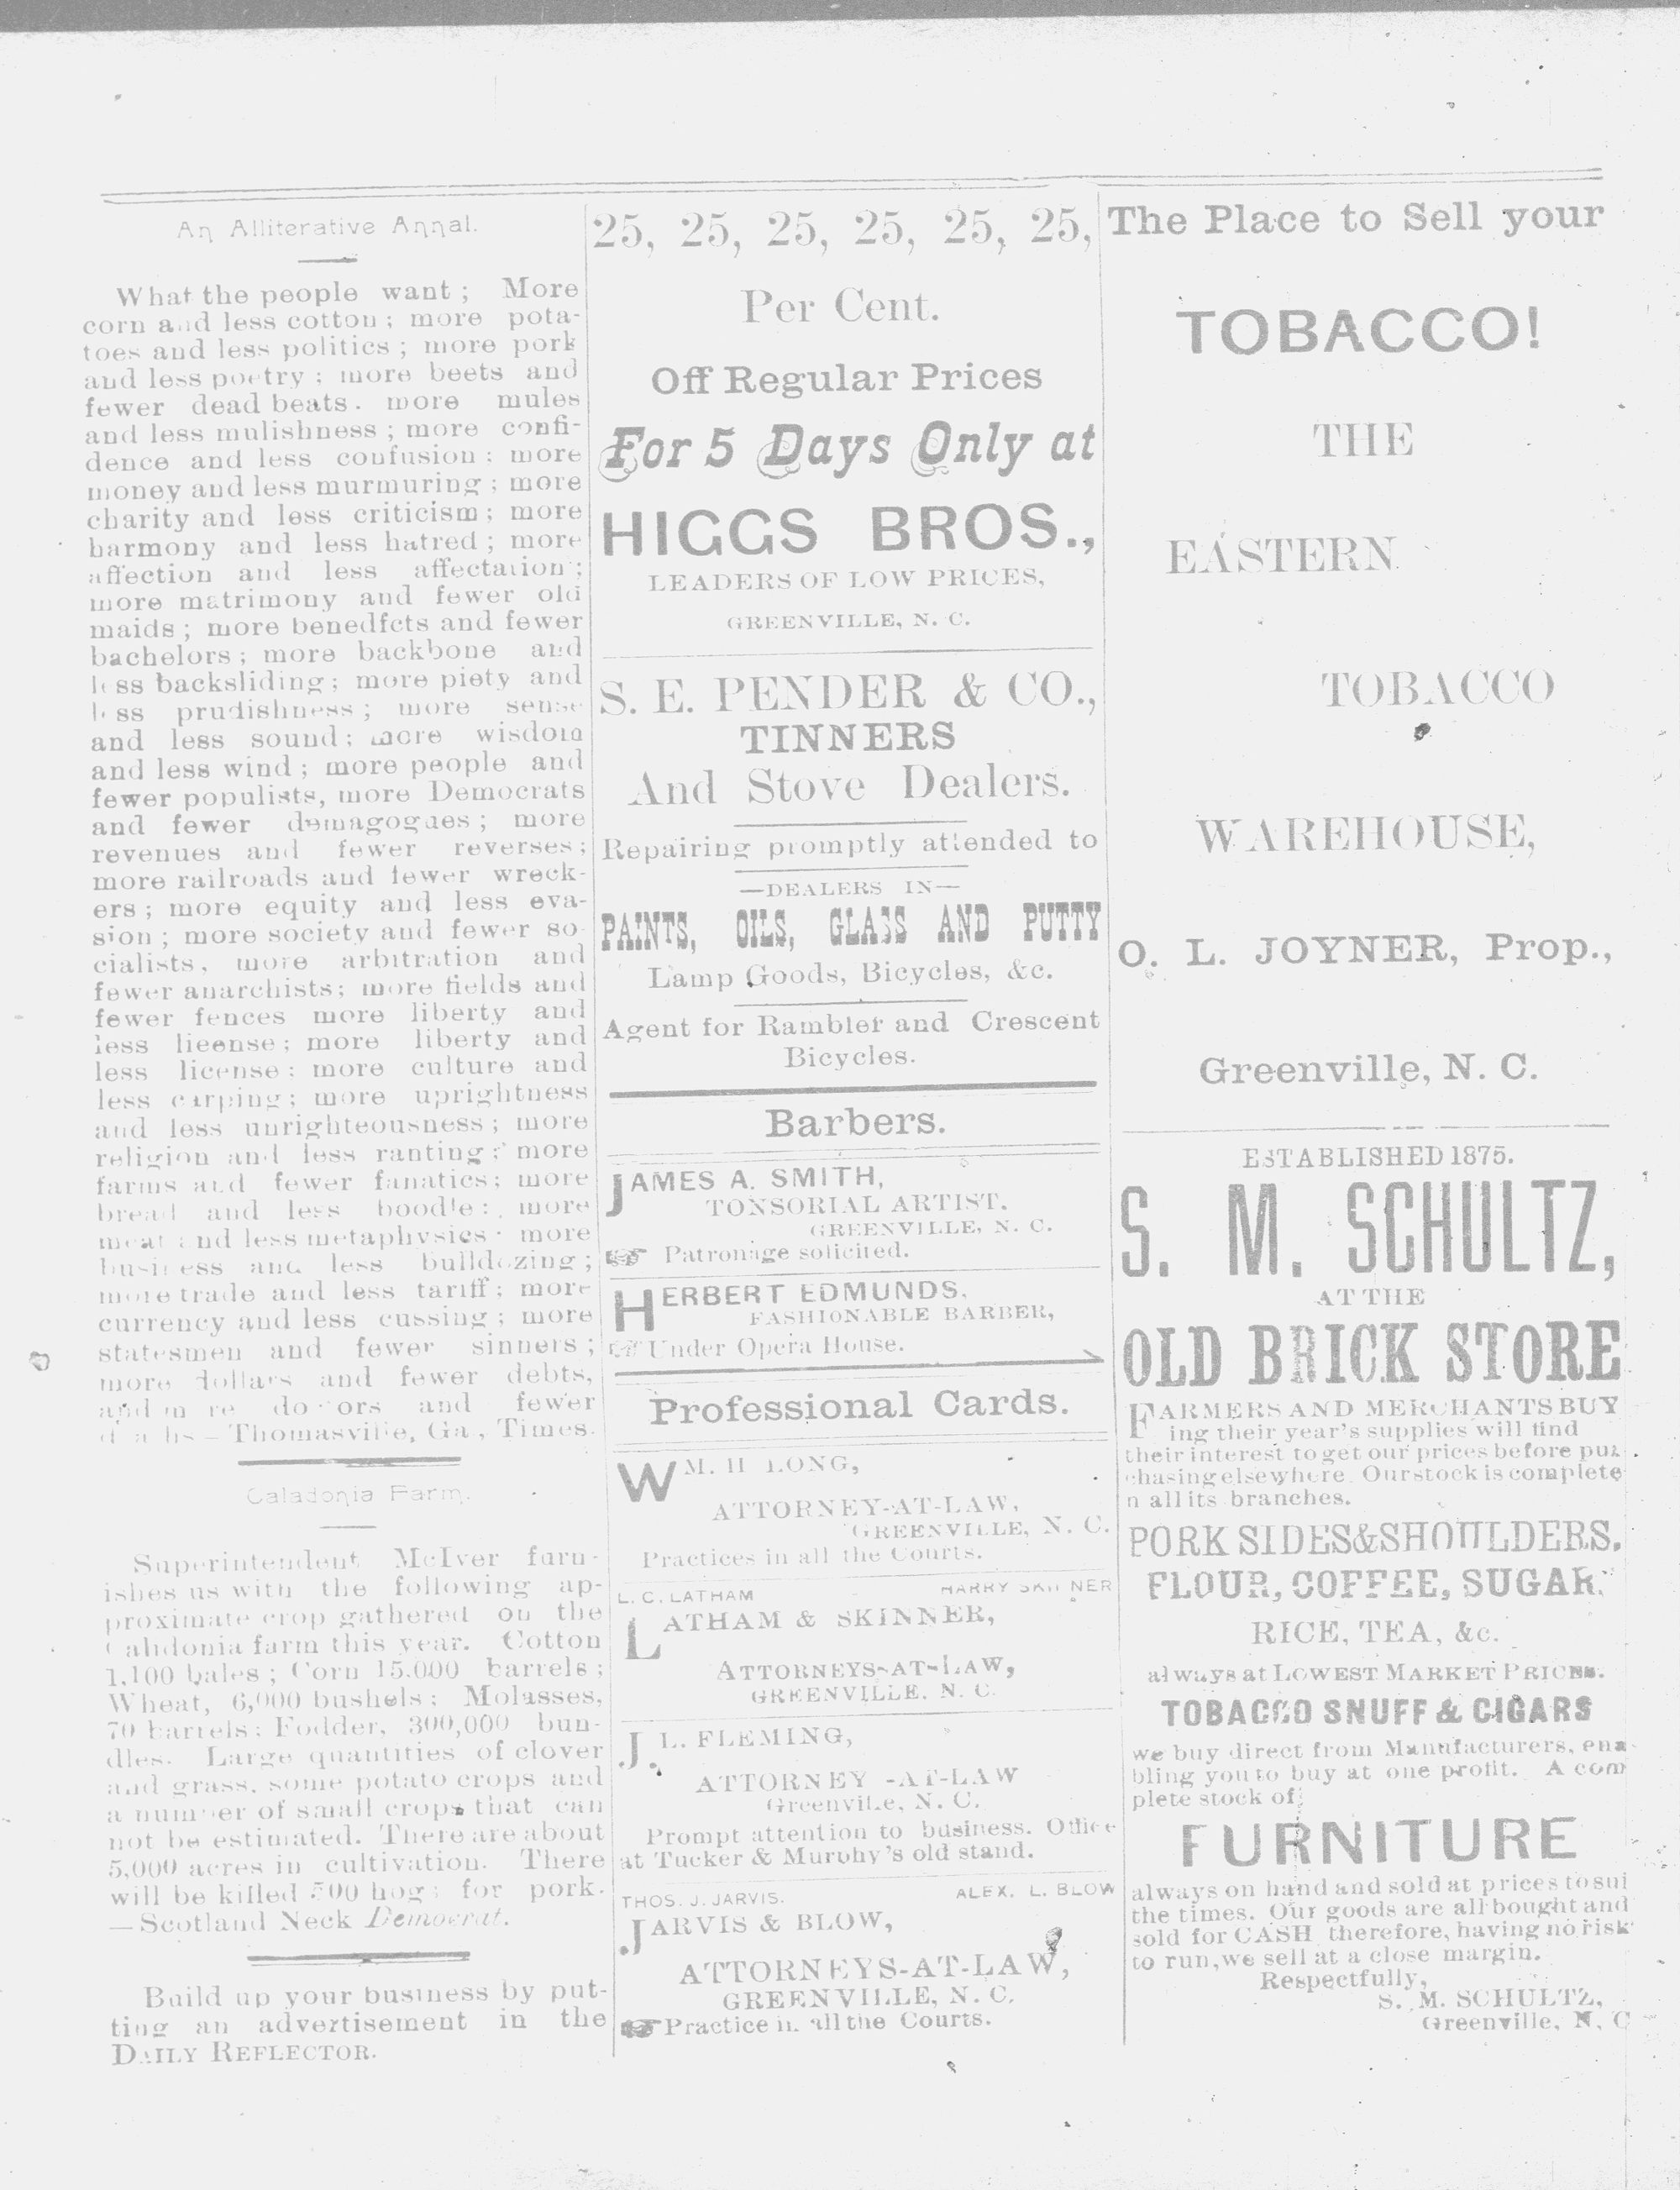 An Alliterative Annal.
What the people want ; More
corn and less cotton ; more pota-
toes and less politics ; more pork
and less poetry ; more beets and
fewer dead beats. more mules
and less mulishness ; more confi-
dence and less confusion ; more
money and less murmuring ; more
charity and less criticism ; more
harmony and less hatred ; more
affection and less affectation ;
more matrimony and fewer old
maids ; more benedfcts and fewer
bachelors ; more backbone and
less backsliding ; more piety and
less prudishness ; more sense
and less sound ; more wisdom
and less wind ; more people and
fewer populists, more Democrats
and fewer demagogues ; more
revenues and fewer reverses ;
more railroads and fewer wreck-
ers ; more equity and less eva-
sion ; more society and fewer so
cialists, more arbitration and
fewer anarchists; more fields and
fewer fences more liberty and
less lieense ; more liberty and
less license : more culture and
less carping ; more uprightness
and less unrighteousness ; more
religion and less ranting ; more
farms and fewer fanatics ; more
bread and less boodle : more
meat and less metaphysics · more
business and less bulldozing ;
more trade and less tariff ; more
currency and less cussing ; more
statesmen and fewer sinners ;
more dollars and fewer debts,
and more doctors and fewer
—Thomasville, Ga., Times.
Caladonia Farm.
Superintendent McIver furn-
ishes us with the following ap-
proximate crop gathered on the
Calidonia farm this year. Cotton
1,100 bales ; Corn 15.000 barrels ;
Wheat, 6,000 bushels ; Molasses,
70 barrels ; Fodder, 300,000 bun-
dles. Large quantities of clover
and grass, some potato crops and
a number of small crops that can
not be estimated. There are about
5,000 acres in cultivation. There
will be killed 500 hogs for pork.
—Scotland Neck Democrat.
Build up your business by put-
ting an advertisement in the
DAILY REFLECTOR.
25, 25, 25, 25, 25, 25,
Per Cent.
Off Regular Prices
For 5 Days Only at
HIGGS BROS.,
LEADERS OF LOW PRICES,
GREENVILLE, N. C.
S. E. PENDER & CO.,
TINNERS
And Stove Dealers.
Repairing promptly attended to
—DEALERS IN—
PAINTS, OILS, GLASS AND PUTTY
Lamp Goods, Bicycles, &c.
Agent for Rambler and Crescent
Bicycles.
Barbers.
JAMES A. SMITH,
TONSORIAL ARTIST.
GREENVILLE, N. C.
Patronage solicited.
HERBERT EDMUNDS,
FASHIONABLE BARBER,
Under Opera House.
Professional Cards.
WM. H LONG,
ATTORNEY-AT-LAW,
GREENVILLE, N. C.
Practices in all the Courts.
L. C. LATHAM HARRY SKINNER
LATHAM & SKINNER,
ATTORNEYS-AT-LAW,
GREENVILLE. N. C.
J. L. FLEMING,
ATTORNEY -AT-LAW
Greenville, N. C.
Prompt attention to business. Office
at Tucker & Murphy's old stand.
THOS. J. JARVIS. ALEX. L. BLOW
JARVIS & BLOW,
ATTORNEYS-AT-LAW,
GREENVILLE, N. C.
Practice in all the Courts.
The Place to Sell your
TOBACCO!
THE
EASTERN
TOBACCO
WAREHOUSE,
O. L. JOYNER, Prop.,
Greenville, N. C.
ESTABLISHED 1875.
S. M. SCHULTZ,
AT THE
OLD BRICK STORE
FARMERS AND MERCHANTS BUY
ing their year's supplies will find
their interest to get our prices before pur
chasing elsewhere. Our stock is complete
n all its branches.
PORK SIDES&SHOULDERS.
FLOUR, COFFEE, SUGAR.
RICE, TEA, &c.
always at LOWEST MARKET PRICES.
TOBACCO SNUFF & CIGARS
we buy direct from Manufacturers, ena
bling you to buy at one profit. A com
plete stock of
FURNITURE
always on hand and sold at prices to sui
the times. Our goods are all bought and
sold for CASH therefore, having no risk
to run, we sell at a close margin.
Respectfully,
S. M. SCHULTZ,
Greenville, N. C